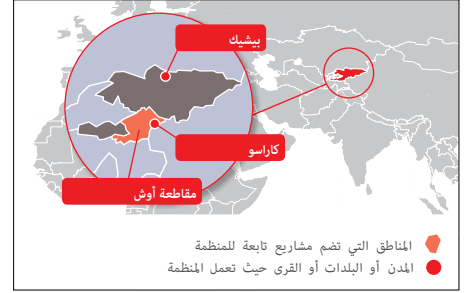 بيشيك
كاراسو
مقاطعة أوش
المناطق التي تضم مشاريع تابعة للمنظمة
المدن أو البلدات أو القرى حيث تعمل المنظمة